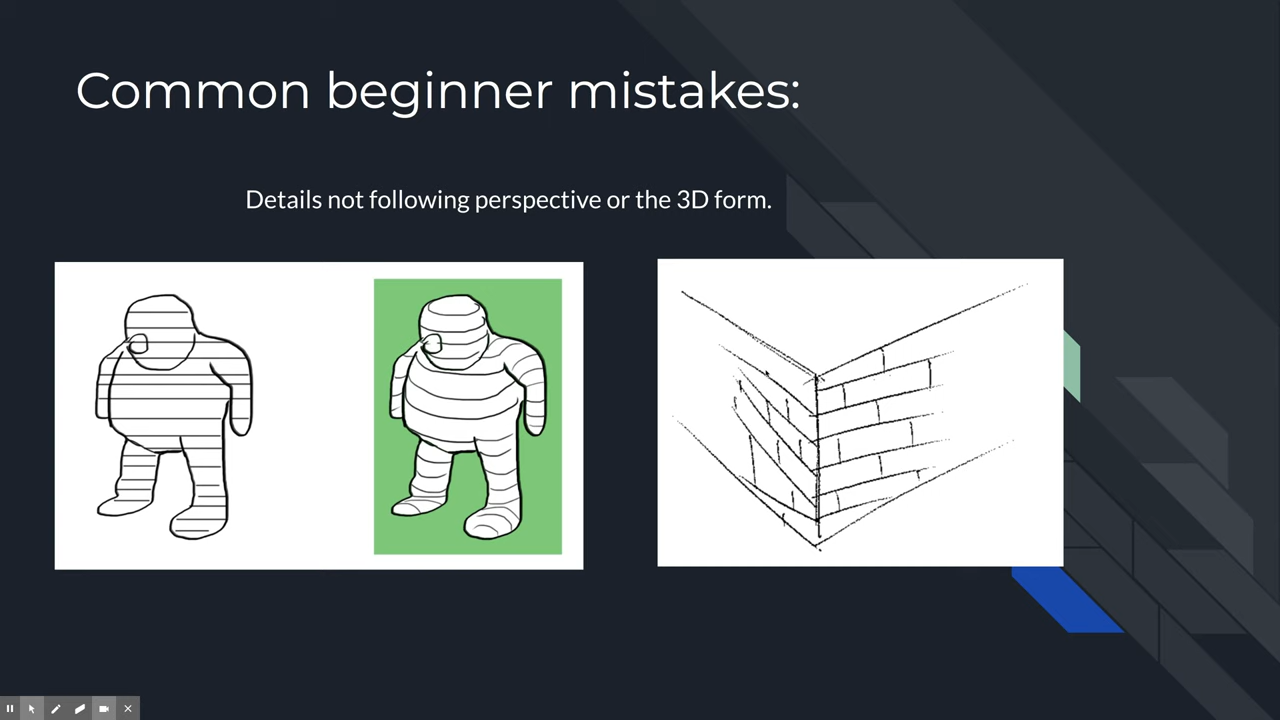 Common beginner mistakes:
Details not following perspective or the 3D form.